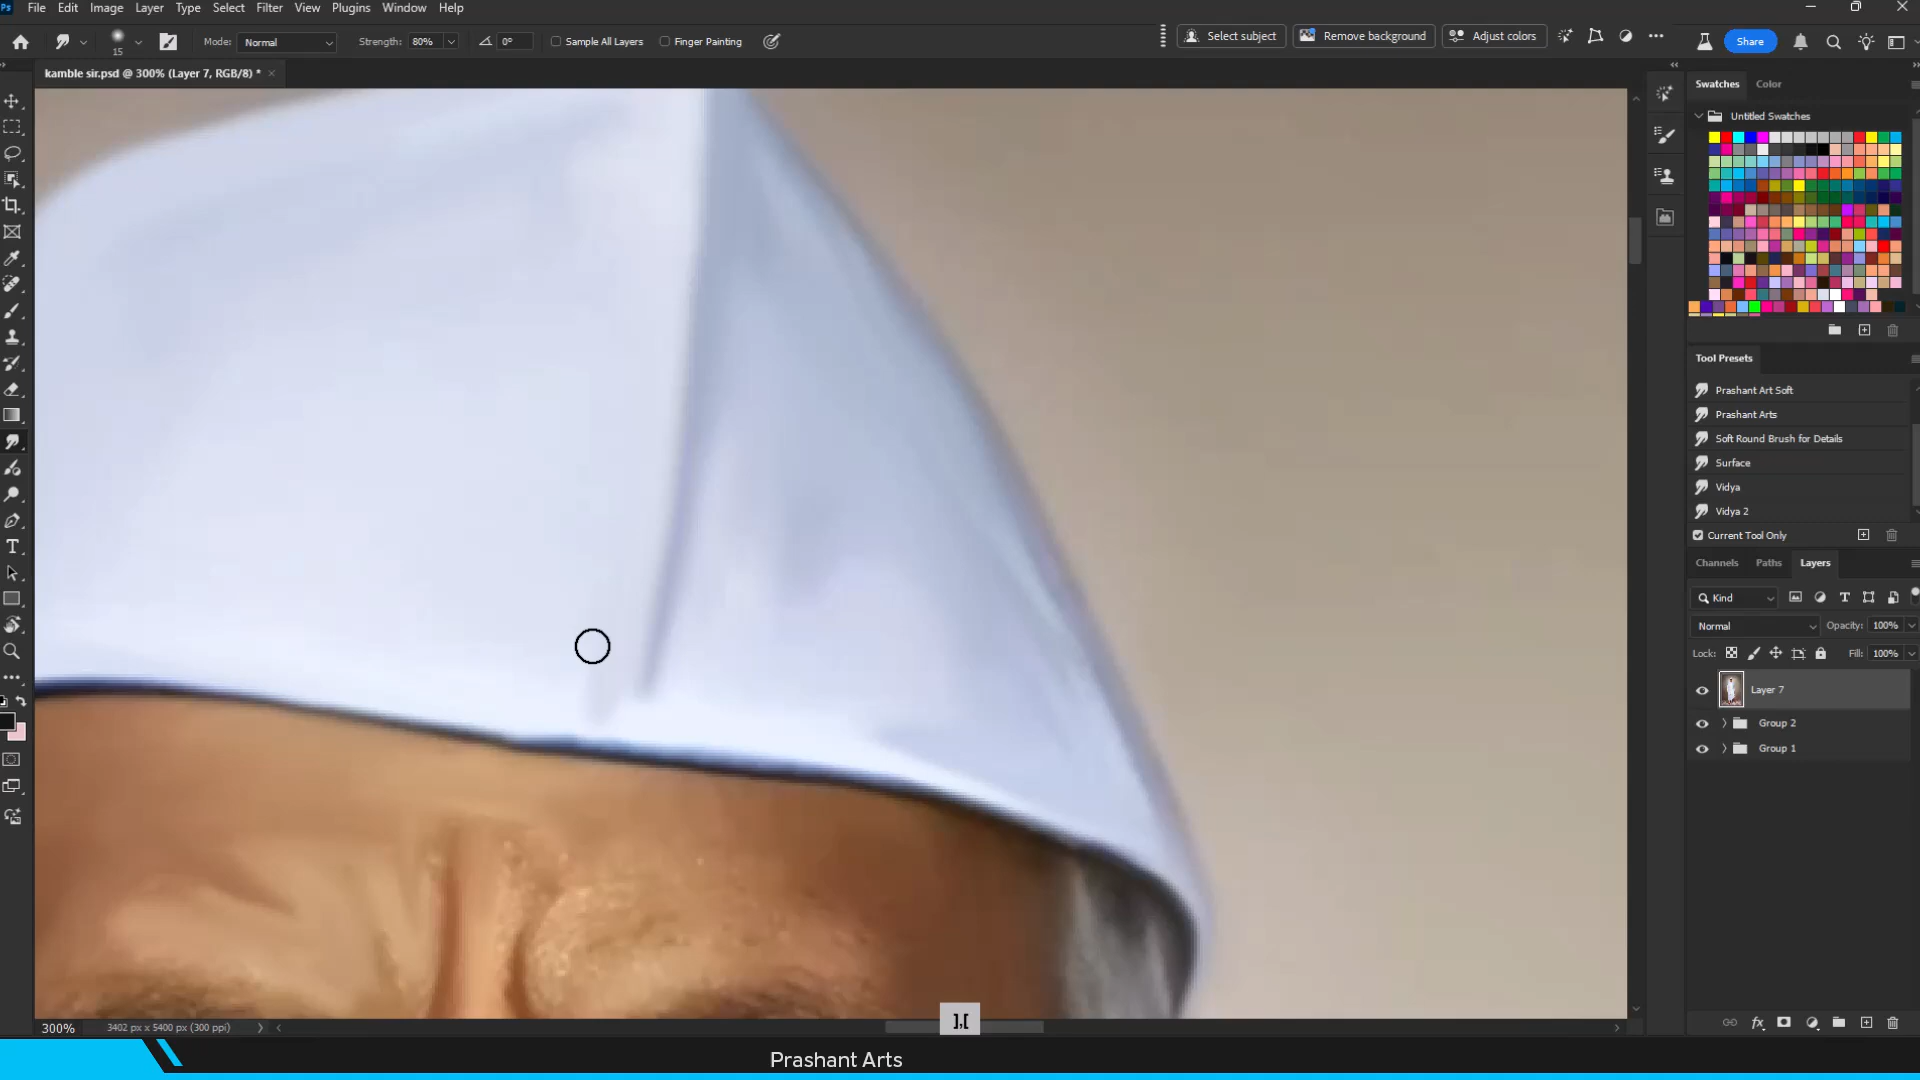 Ps File Edit Image Layer Type Select Filter View Plugins Window Help
15 Mode: Normal Strength: 80% 0° Sample All Layers Finger Painting Select subject Remove background Adjust colors Share
kamble sir.psd @ 300% (Layer 7, RGB/8) *
Swatches Color
Untitled Swatches
Tool Presets
Prashant Art Soft
Prashant Arts
Soft Round Brush for Details
Surface
Vidya
Vidya 2
Current Tool Only
Channels Paths Layers
Kind
Normal Opacity: 100%
Lock: Fill: 100%
Layer 7
Group 2
Group 1
fx
300% 3402 px x 5400 px (300 ppi)
],[
Prashant Arts